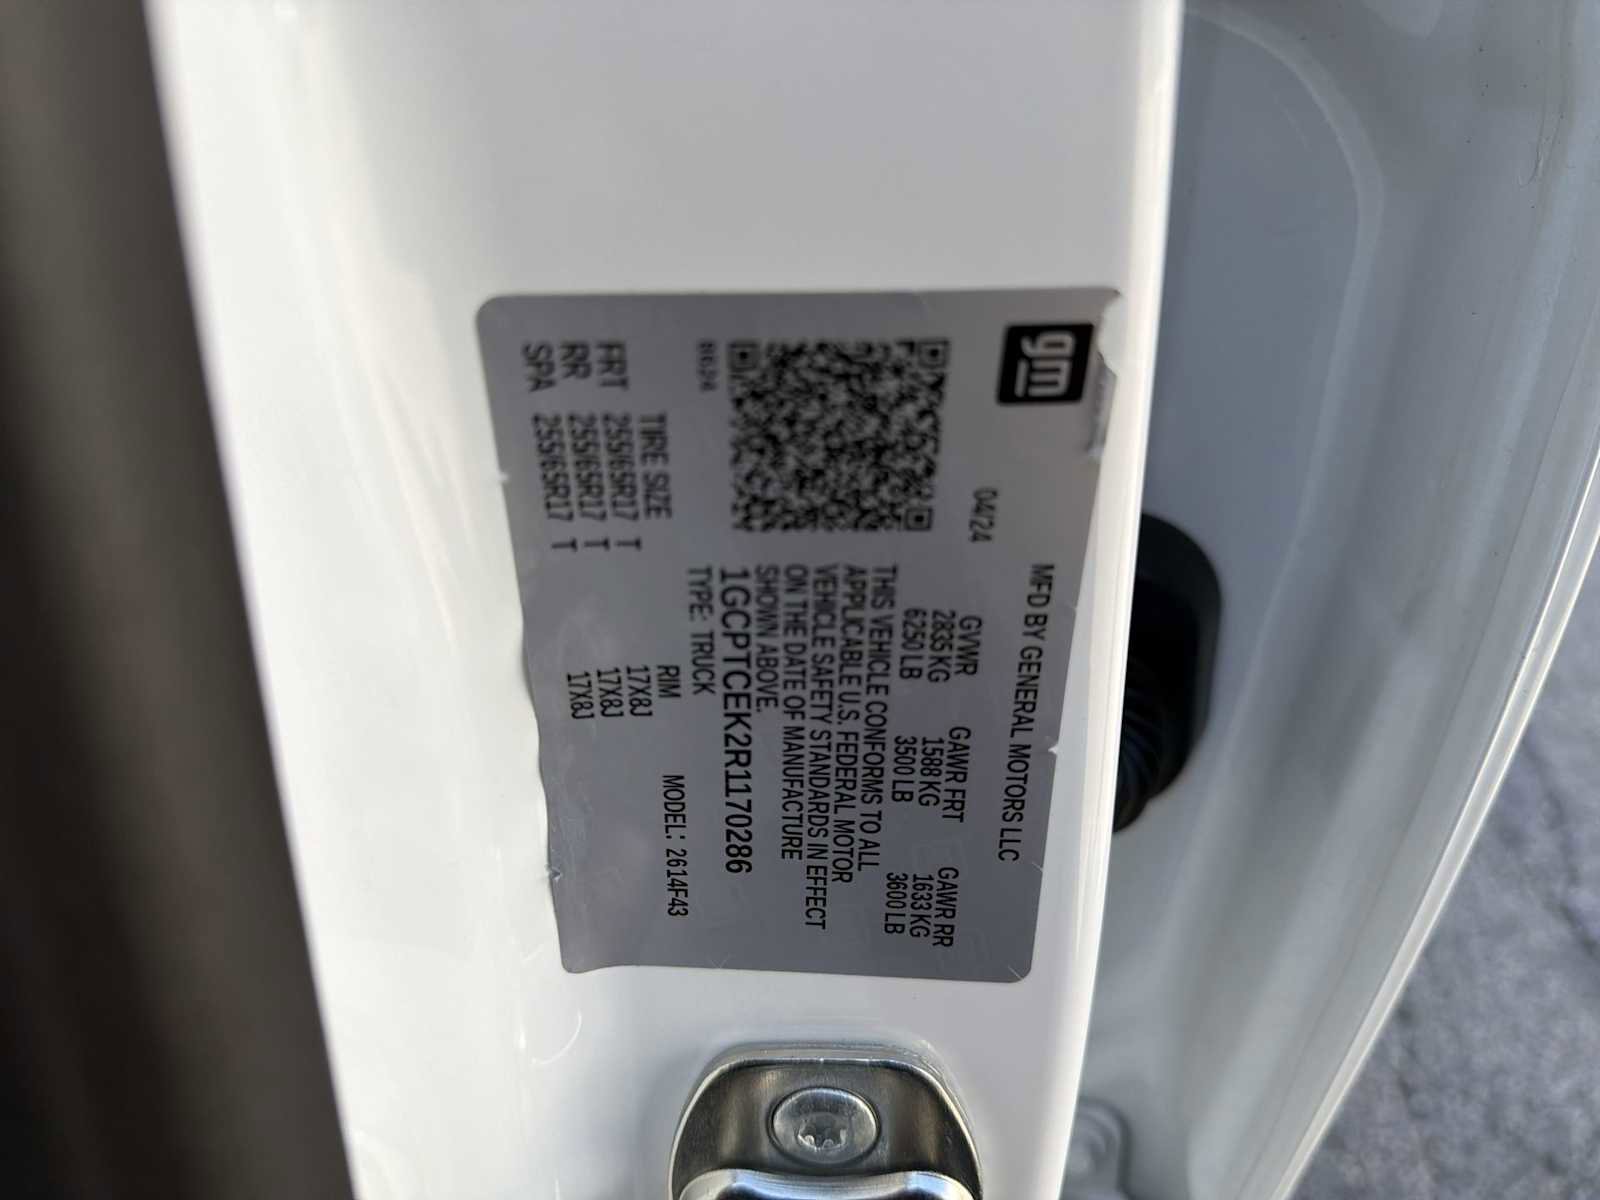 gm
MFD BY GENERAL MOTORS LLC
04/24
GVWR GAWR FRT GAWR RR
2835 KG 1588 KG 1633 KG
6250 LB 3500 LB 3600 LB
THIS VEHICLE CONFORMS TO ALL
APPLICABLE U.S. FEDERAL MOTOR
VEHICLE SAFETY STANDARDS IN EFFECT
ON THE DATE OF MANUFACTURE
SHOWN ABOVE.
1GCPTCEK2R1170286
TYPE: TRUCK
MODEL: 2614F43
TIRE SIZE RIM
FRT 255/65R17 T 17X8J
RR 255/65R17 T 17X8J
SPA 255/65R17 T 17X8J